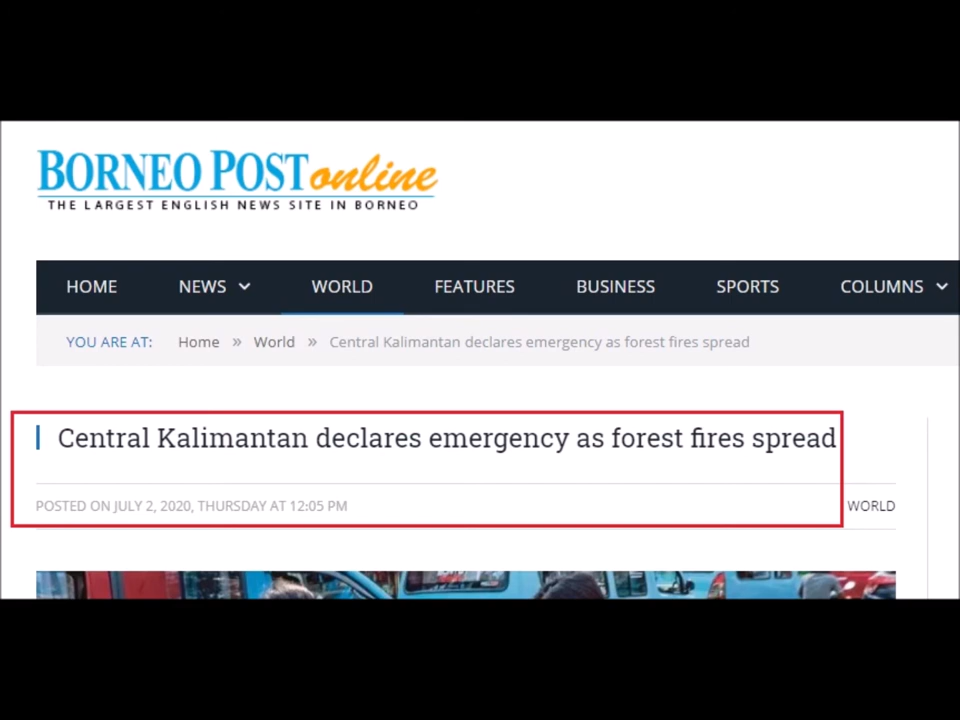 BORNEO POST online
THE LARGEST ENGLISH NEWS SITE IN BORNEO
HOME NEWS WORLD FEATURES BUSINESS SPORTS COLUMNS
YOU ARE AT: Home » World » Central Kalimantan declares emergency as forest fires spread
Central Kalimantan declares emergency as forest fires spread
POSTED ON JULY 2, 2020, THURSDAY AT 12:05 PM WORLD